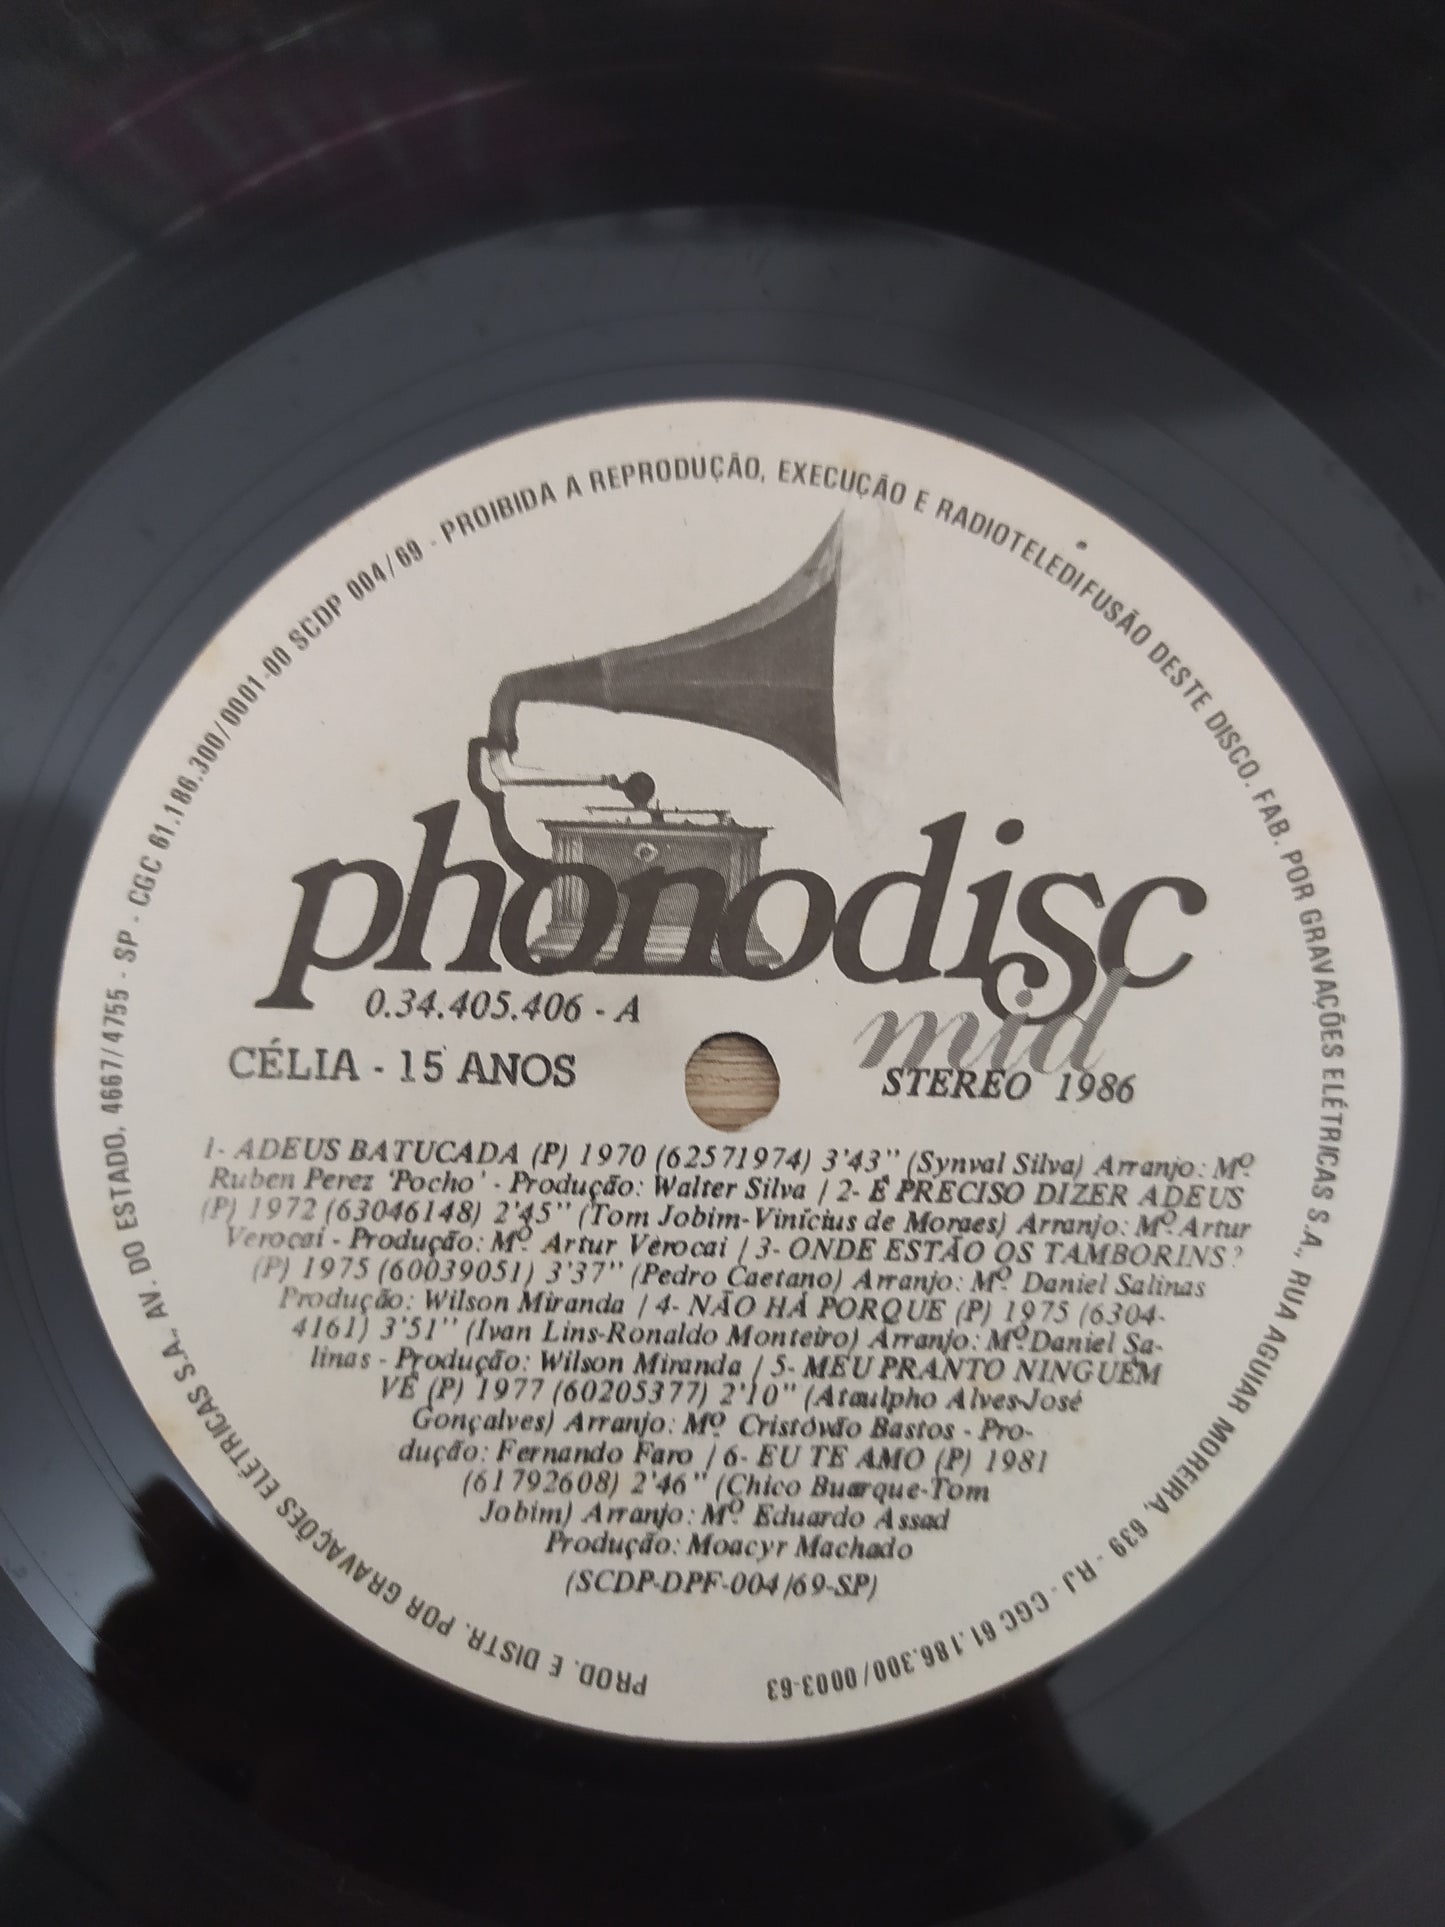 PROD. E DISTR. POR GRAVAÇÕES ELÉTRICAS S.A., AV. DO ESTADO, 4667/4755 - SP - CGC 61.186.300/0001-00 SCDP 004/69 - PROIBIDA A REPRODUÇÃO, EXECUÇÃO E RADIOTELEDIFUSÃO DESTE DISCO. FAB. POR GRAVAÇÕES ELÉTRICAS S.A., RUA AGUIAR MOREIRA, 639 - RJ - CGC 61.186.300/0003-63
phonodisc
mid
0.34.405.406 - A
CÉLIA - 15 ANOS
STEREO 1986
1- ADEUS BATUCADA (P) 1970 (62571974) 3'43" (Synval Silva) Arranjo: Mº
Ruben Perez 'Pocho' - Produção: Walter Silva / 2- É PRECISO DIZER ADEUS
(P) 1972 (63046148) 2'45" (Tom Jobim-Vinícius de Moraes) Arranjo: Mº Artur
Verocai - Produção: Mº Artur Verocai / 3- ONDE ESTÃO OS TAMBORINS?
(P) 1975 (60039051) 3'37" (Pedro Caetano) Arranjo: Mº Daniel Salinas
Produção: Wilson Miranda / 4- NÃO HÁ PORQUE (P) 1975 (6304-
4161) 3'51" (Ivan Lins-Ronaldo Monteiro) Arranjo: Mº Daniel Sa-
linas - Produção: Wilson Miranda / 5- MEU PRANTO NINGUÉM
VÊ (P) 1977 (60205377) 2'10" (Ataulpho Alves-José
Gonçalves) Arranjo: Mº Cristóvão Bastos - Pro-
dução: Fernando Faro / 6- EU TE AMO (P) 1981
(61792608) 2'46" (Chico Buarque-Tom
Jobim) Arranjo: Mº Eduardo Assad
Produção: Moacyr Machado
(SCDP-DPF-004/69-SP)